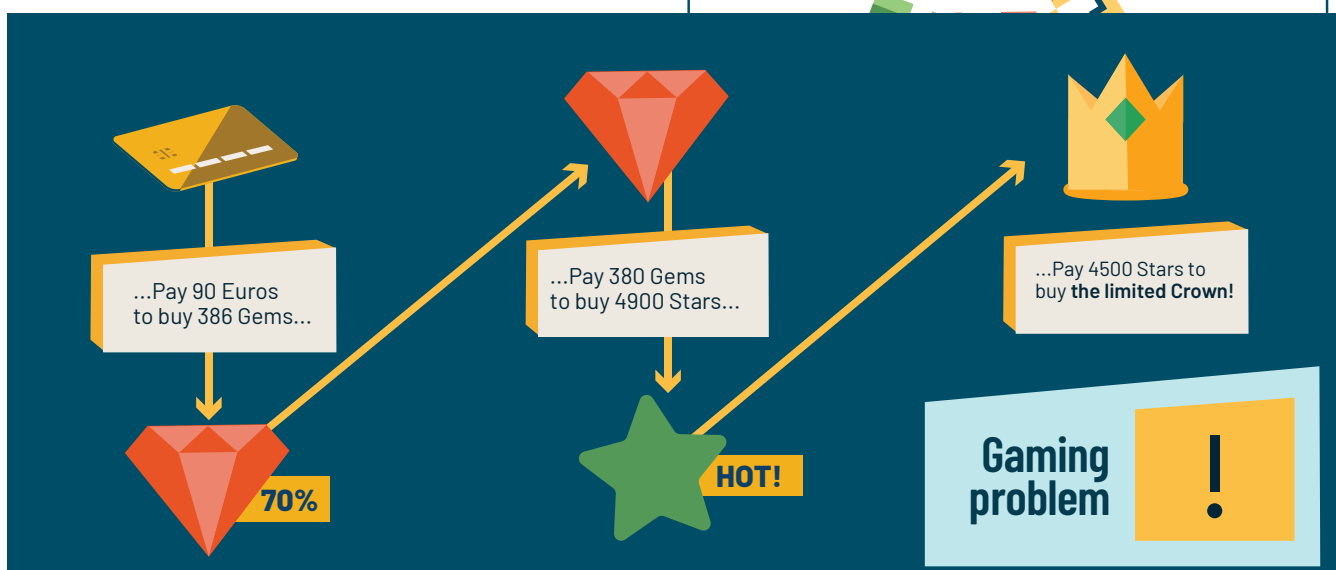 ...Pay 90 Euros
to buy 386 Gems...
70%
...Pay 380 Gems
to buy 4900 Stars...
HOT!
...Pay 4500 Stars to
buy the limited Crown!
Gaming
problem
!